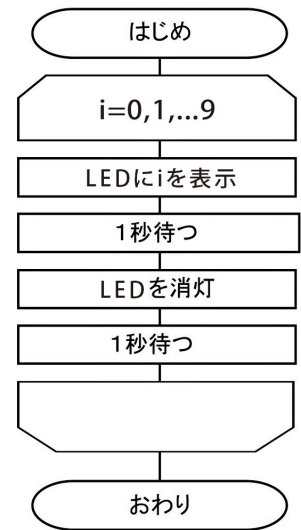 はじめ
i=0,1,...9
LEDにiを表示
1秒待つ
LEDを消灯
1秒待つ
おわり